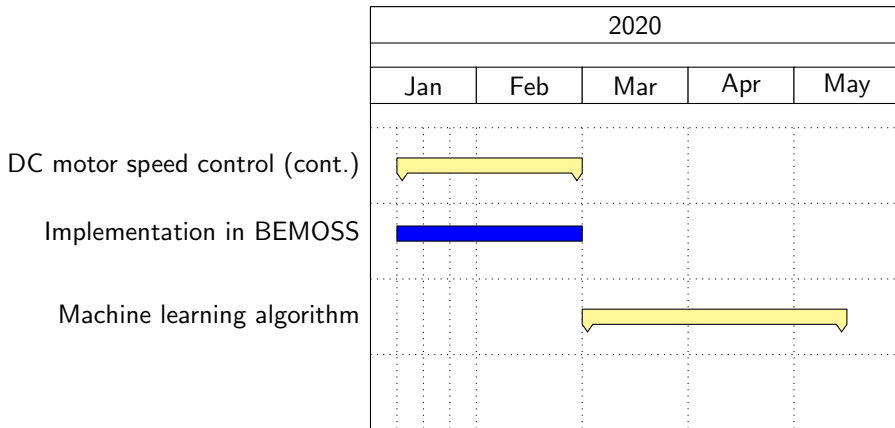 2020
Jan Feb Mar Apr May
DC motor speed control (cont.)
Implementation in BEMOSS
Machine learning algorithm